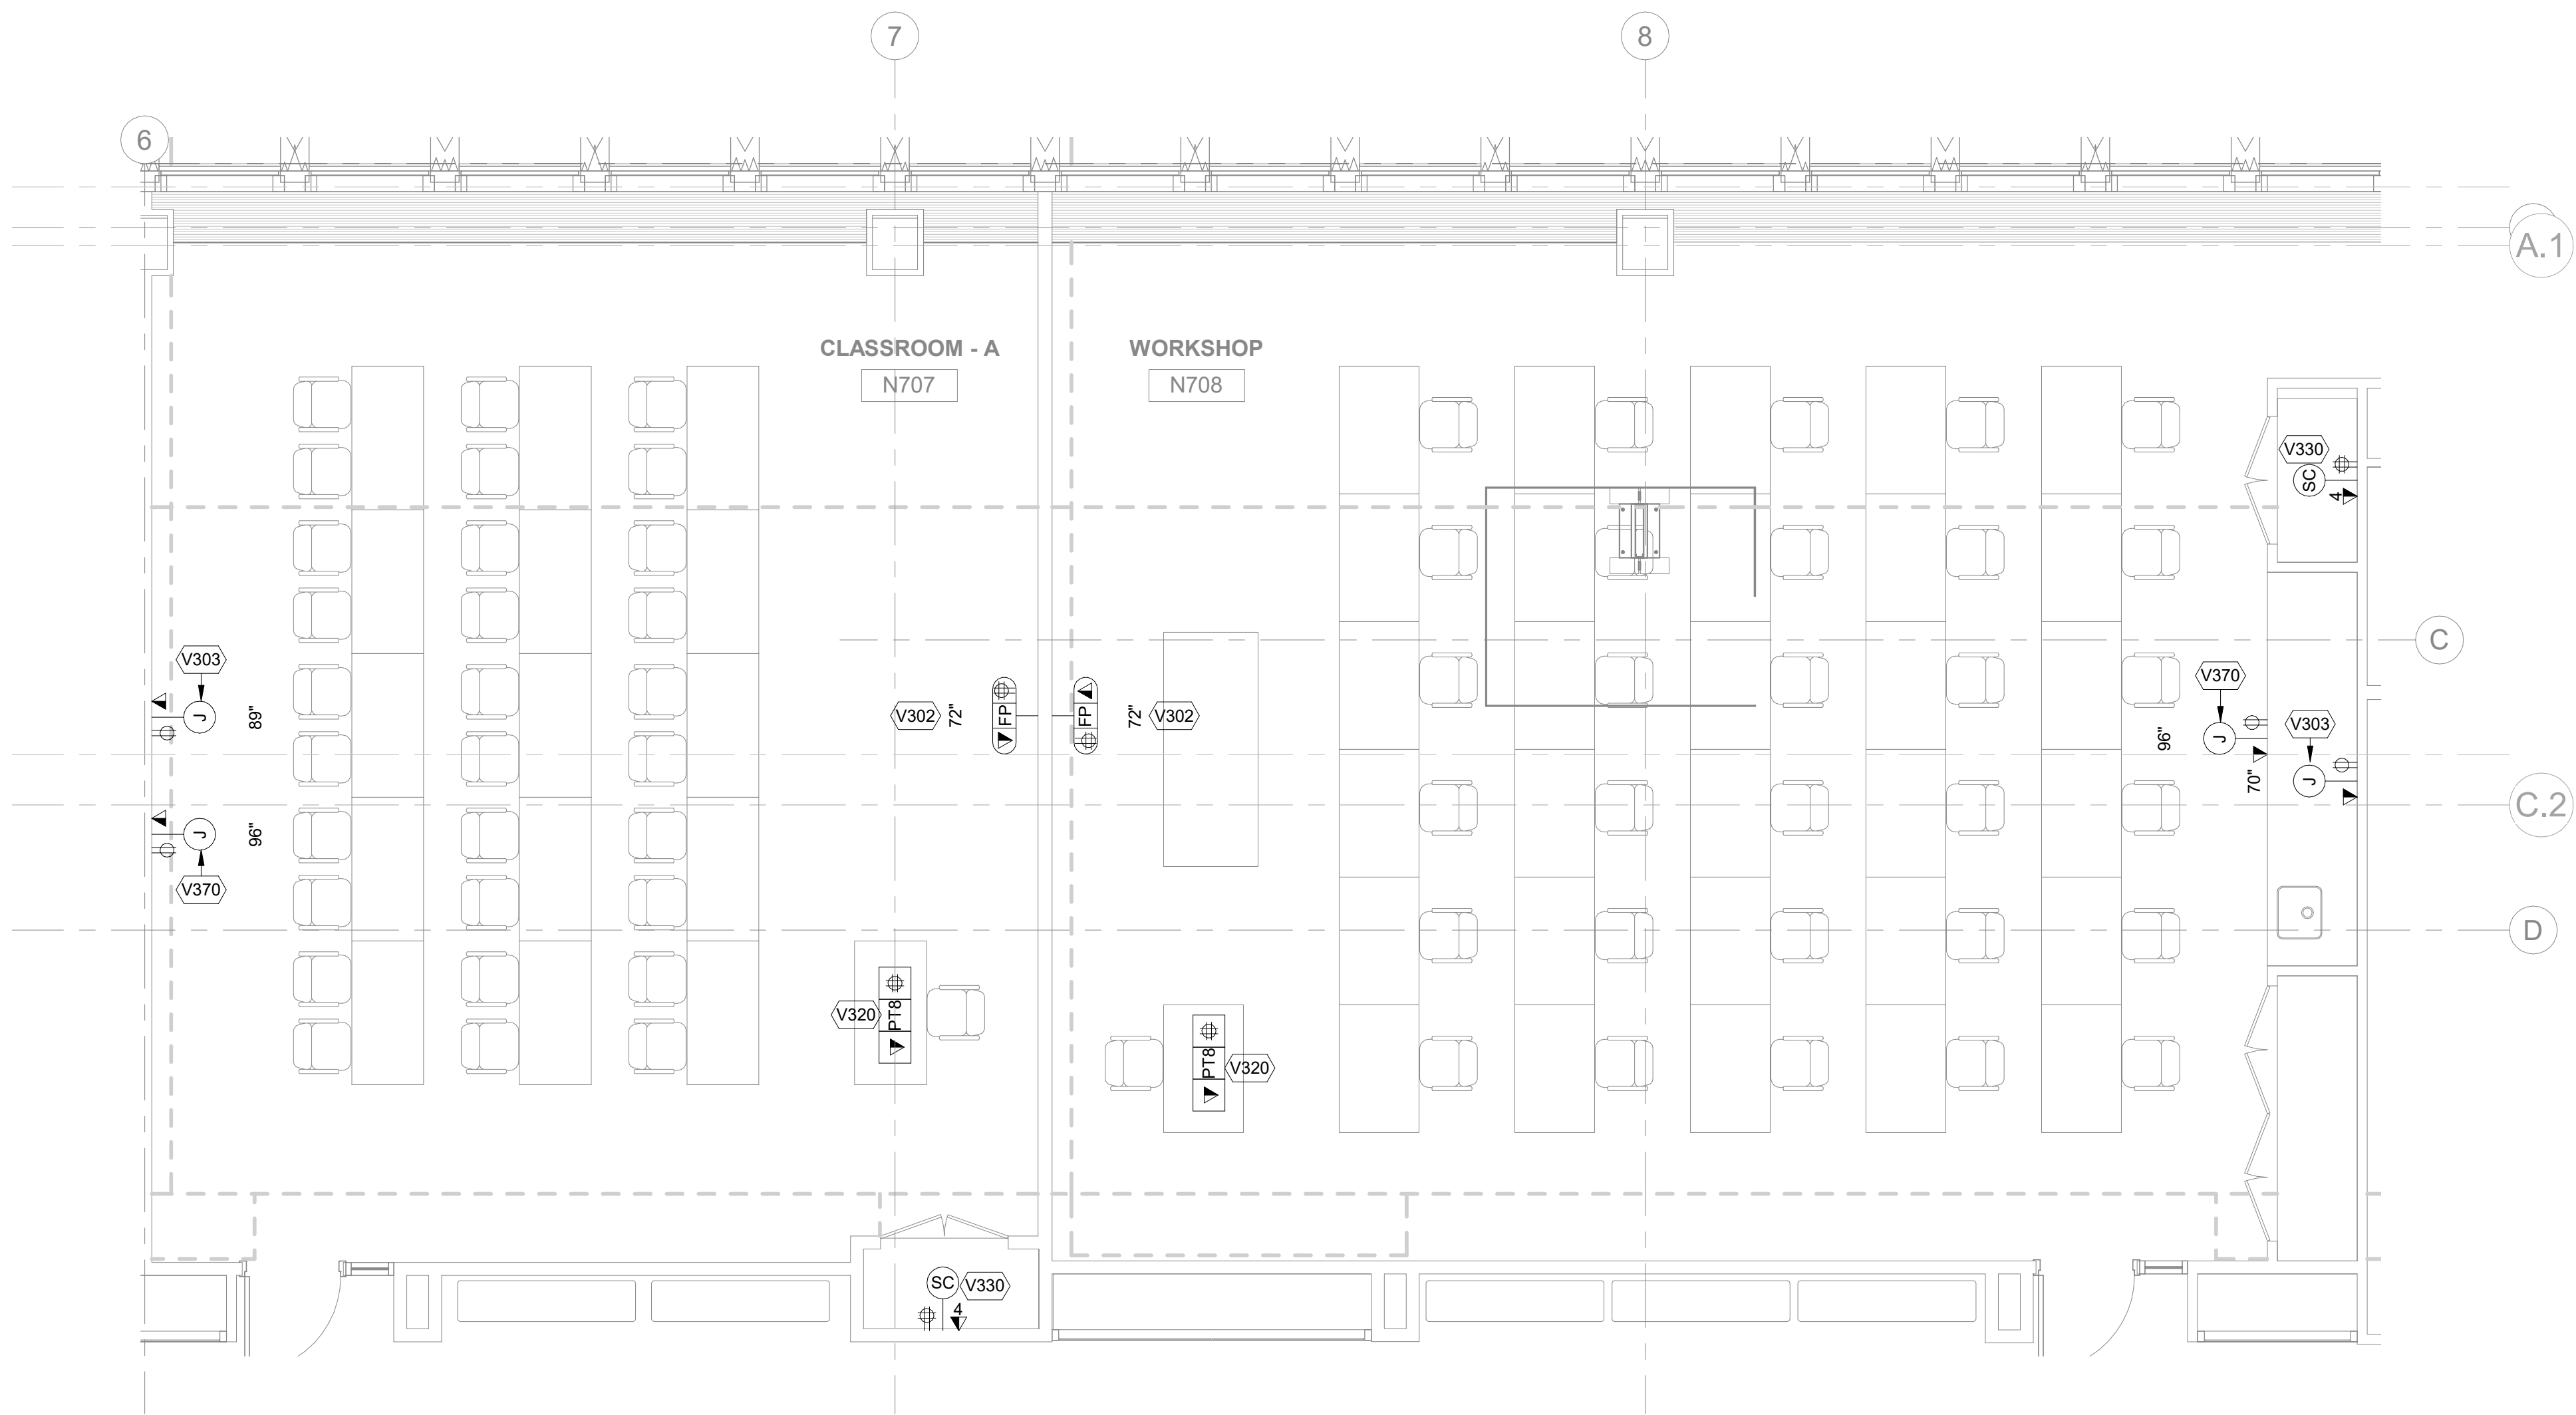 7
8
6
A.1
CLASSROOM - A
N707
WORKSHOP
N708
V330
SC
4
C
V303
J
89"
V302
72"
FP
FP
72"
V302
V370
J
96"
70"
V303
J
J
96"
V370
C.2
D
V320
PT8
PT8
V320
SC
V330
4